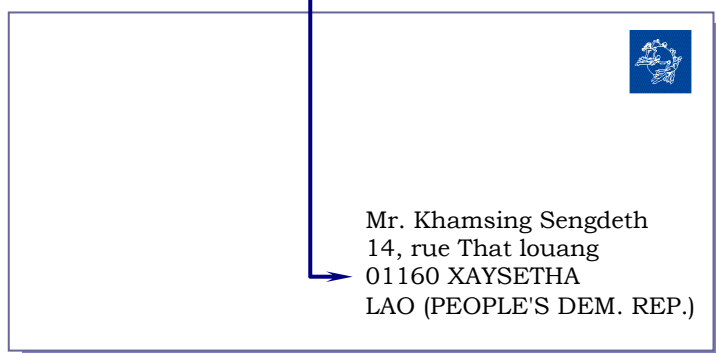 Mr. Khamsing Sengdeth
14, rue That louang
01160 XAYSETHA
LAO (PEOPLE'S DEM. REP.)